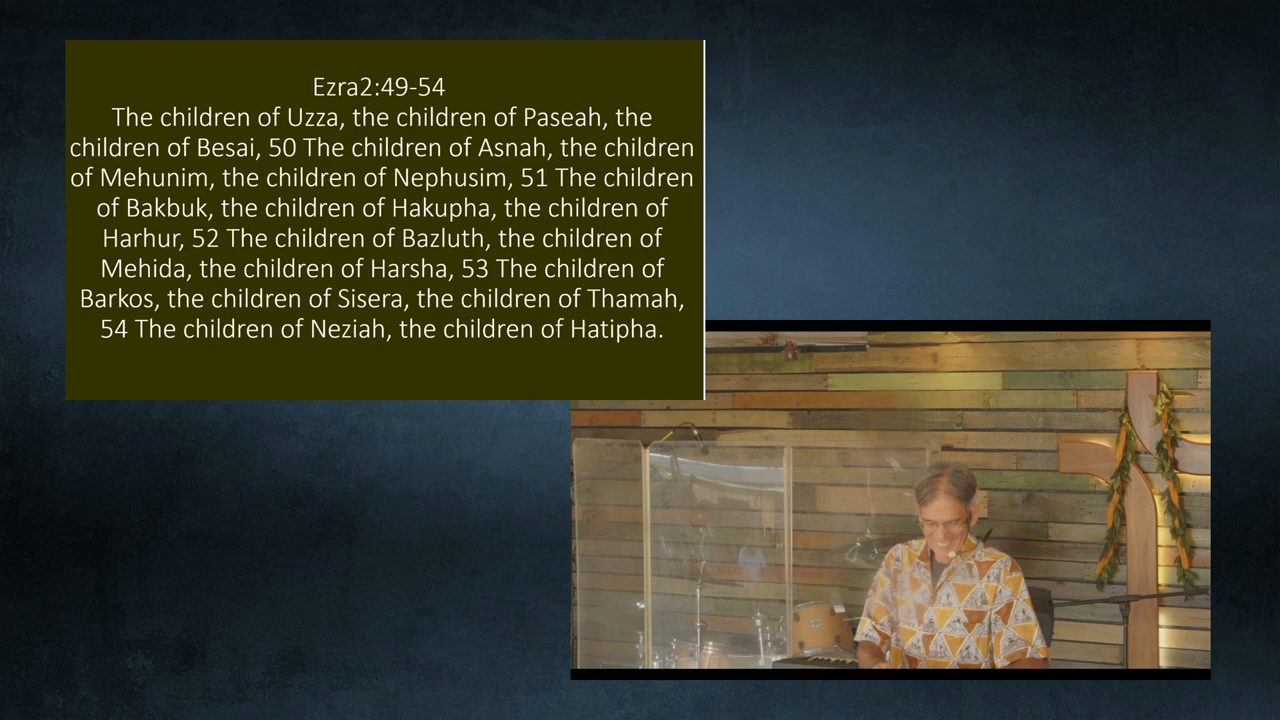 Ezra2:49-54
The children of Uzza, the children of Paseah, the
children of Besai, 50 The children of Asnah, the children
of Mehunim, the children of Nephusim, 51 The children
of Bakbuk, the children of Hakupha, the children of
Harhur, 52 The children of Bazluth, the children of
Mehida, the children of Harsha, 53 The children of
Barkos, the children of Sisera, the children of Thamah,
54 The children of Neziah, the children of Hatipha.